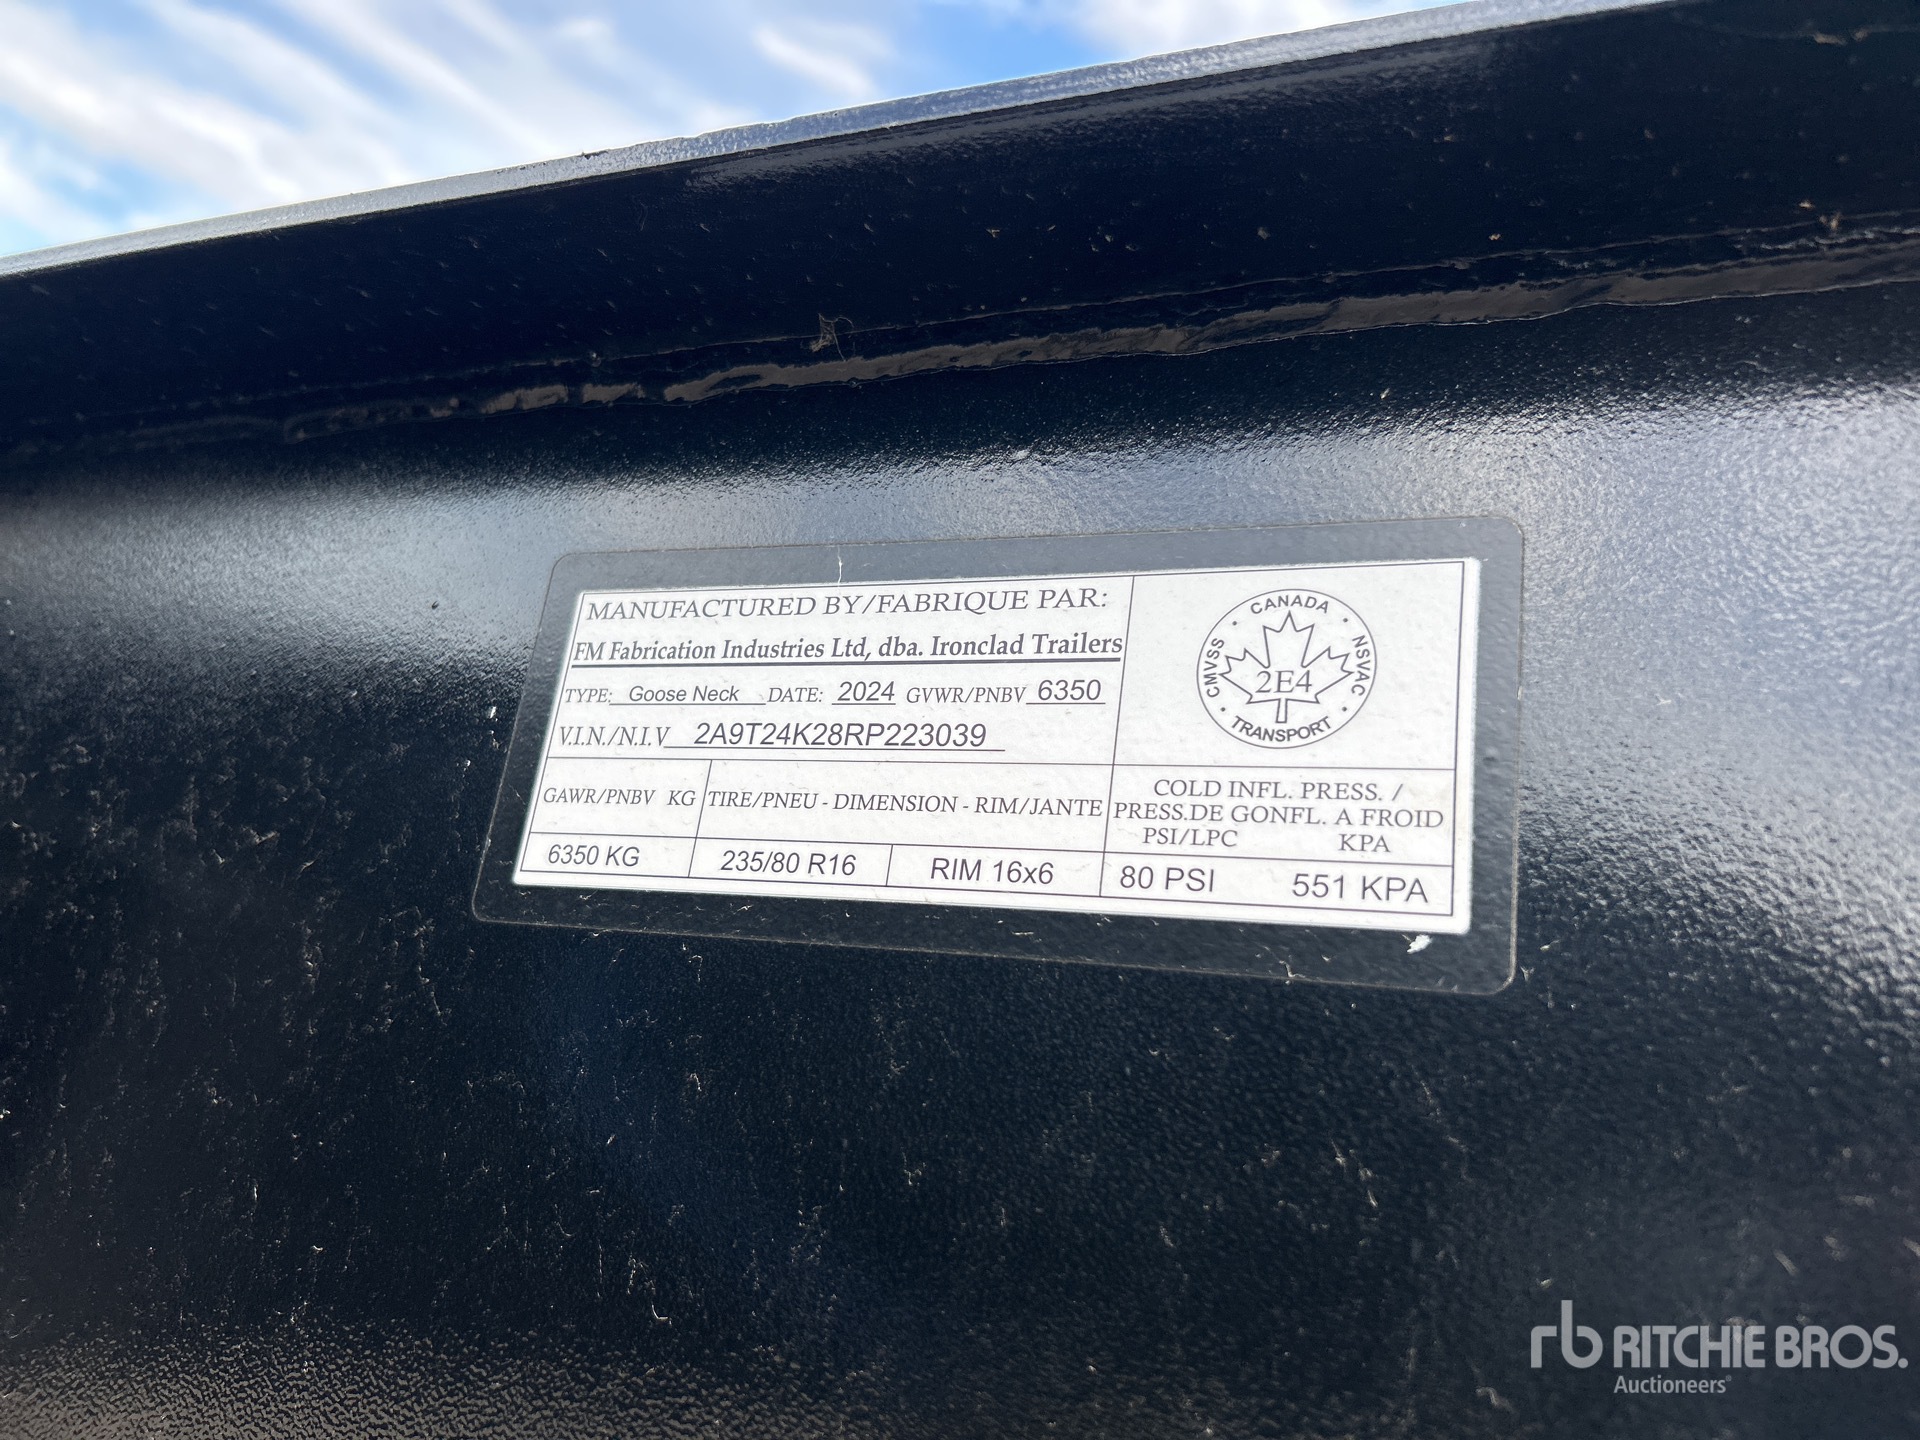 MANUFACTURED BY/FABRIQUE PAR:
FM Fabrication Industries Ltd, dba. Ironclad Trailers
TYPE: Goose Neck DATE: 2024 GVWR/PNBV 6350
V.I.N./N.I.V 2A9T24K28RP223039
CANADA
CMVSS · NSVAC
2E4
TRANSPORT
GAWR/PNBV KG
TIRE/PNEU - DIMENSION - RIM/JANTE
COLD INFL. PRESS. /
PRESS.DE GONFL. A FROID
PSI/LPC KPA
6350 KG 235/80 R16 RIM 16x6 80 PSI 551 KPA
rb RITCHIE BROS.
Auctioneers